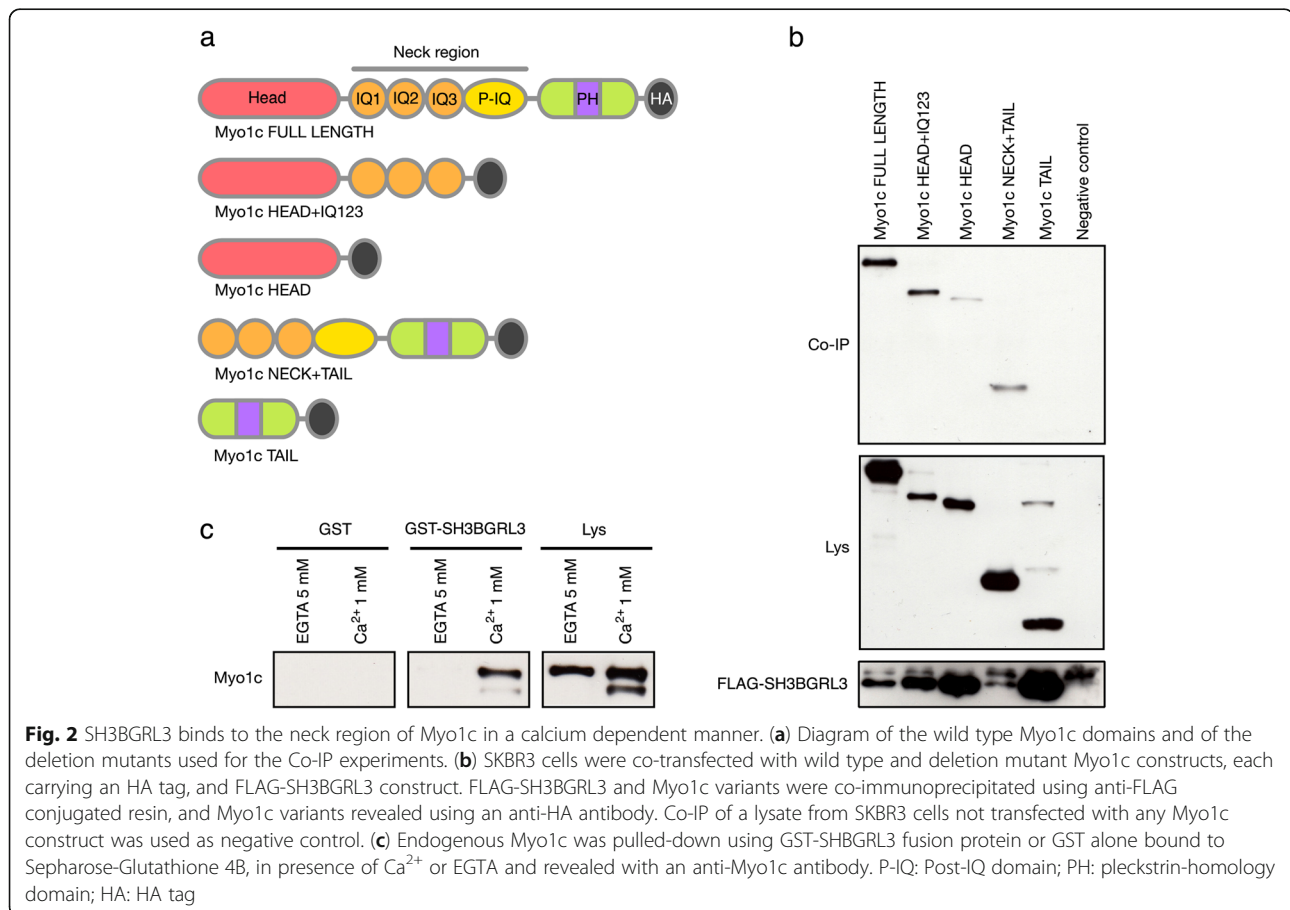 a
Neck region
Head
IQ1
IQ2
IQ3
P-IQ
PH
HA
Myo1c FULL LENGTH
Myo1c HEAD+IQ123
Myo1c HEAD
Myo1c NECK+TAIL
Myo1c TAIL
b
Myo1c FULL LENGTH
Myo1c HEAD+IQ123
Myo1c HEAD
Myo1c NECK+TAIL
Myo1c TAIL
Negative control
Co-IP
Lys
FLAG-SH3BGRL3
c
GST
GST-SH3BGRL3
Lys
EGTA 5 mM
Ca2+ 1 mM
EGTA 5 mM
Ca2+ 1 mM
EGTA 5 mM
Ca2+ 1 mM
Myo1c
Fig. 2 SH3BGRL3 binds to the neck region of Myo1c in a calcium dependent manner. (a) Diagram of the wild type Myo1c domains and of the
deletion mutants used for the Co-IP experiments. (b) SKBR3 cells were co-transfected with wild type and deletion mutant Myo1c constructs, each
carrying an HA tag, and FLAG-SH3BGRL3 construct. FLAG-SH3BGRL3 and Myo1c variants were co-immunoprecipitated using anti-FLAG
conjugated resin, and Myo1c variants revealed using an anti-HA antibody. Co-IP of a lysate from SKBR3 cells not transfected with any Myo1c
construct was used as negative control. (c) Endogenous Myo1c was pulled-down using GST-SHBGRL3 fusion protein or GST alone bound to
Sepharose-Glutathione 4B, in presence of Ca2+ or EGTA and revealed with an anti-Myo1c antibody. P-IQ: Post-IQ domain; PH: pleckstrin-homology
domain; HA: HA tag